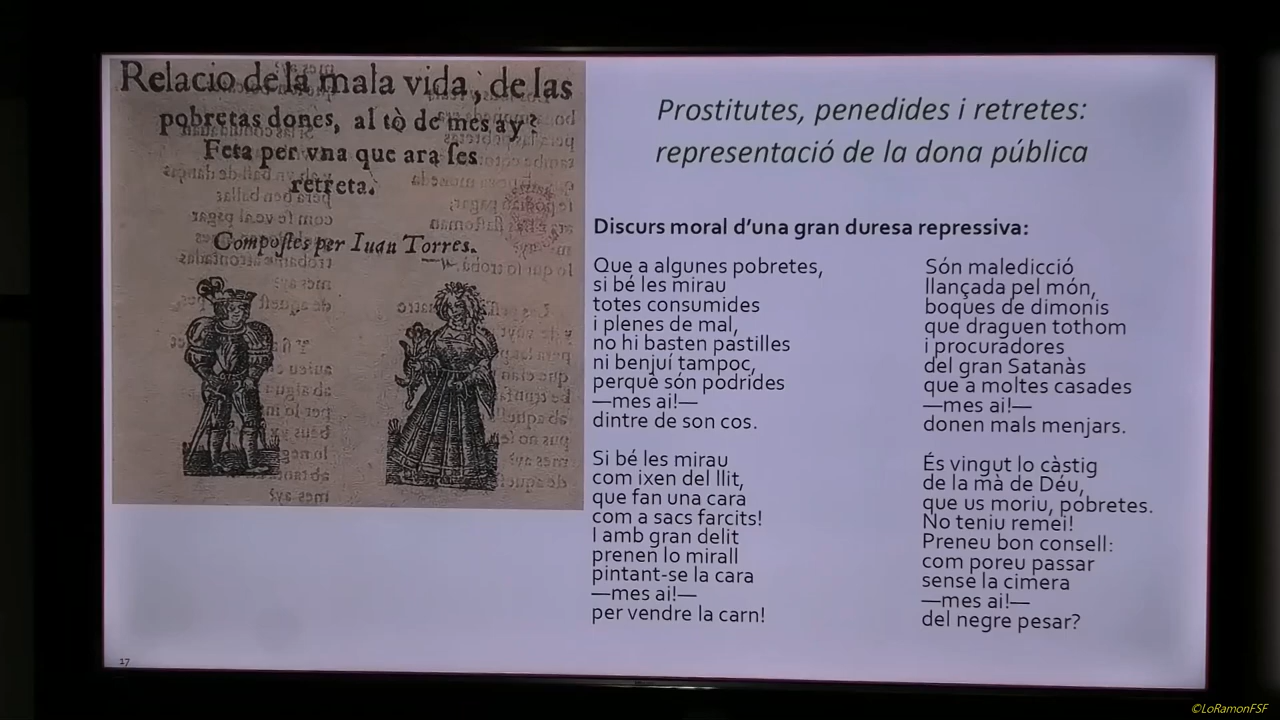 Relacio de la mala vida, de las
pobretas dones, al tò de mes ay?
Feta per vna que ara ſes
retreta.
Compoſtes per Iuan Torres.
Prostitutes, penedides i retretes:
representació de la dona pública
Discurs moral d’una gran duresa repressiva:
Que a algunes pobretes,
si bé les mirau
totes consumides
i plenes de mal,
no hi basten pastilles
ni benjuí tampoc,
perquè són podrides
—mes ai!—
dintre de son cos.
Si bé les mirau
com ixen del llit,
que fan una cara
com a sacs farcits!
I amb gran delit
prenen lo mirall
pintant-se la cara
—mes ai!—
per vendre la carn!
Són maledicció
llançada pel món,
boques de dimonis
que draguen tothom
i procuradores
del gran Satanàs
que a moltes casades
—mes ai!—
donen mals menjars.
És vingut lo càstig
de la mà de Déu,
que us moriu, pobretes.
No teniu remei!
Preneu bon consell:
com poreu passar
sense la cimera
—mes ai!—
del negre pesar?
17
©LoRamonFSF